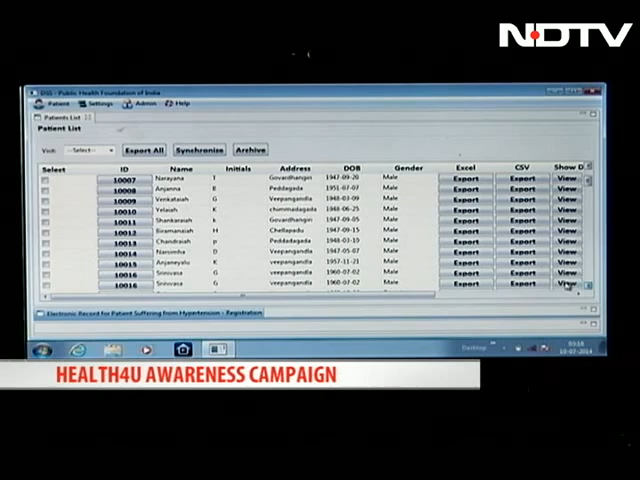 NDTV
DSS - Public Health Foundation of India
Patient Settings Admin Help
Patients List
Patient List
Visit: --Select-- Export All Synchronise Archive
Select ID Name Initials Address DOB Gender Excel CSV Show D
10007 Narayana T Govardhangiri 1947-09-20 Male Export Export View
10008 Anjanna E Peddagada 1951-07-07 Male Export Export View
10009 Venkataiah G Veepangandla 1948-03-09 Male Export Export View
10010 Yelaiah K chimmadagada 1948-06-25 Male Export Export View
10011 Shankaraiah K Govardhangiri 1947-09-05 Male Export Export View
10012 Biramanaiah H Chellapadu 1947-09-15 Male Export Export View
10013 Chandraiah p Peddadagada 1948-03-10 Male Export Export View
10014 Narsimha D Veepangandla 1947-05-07 Male Export Export View
10015 Anjaneyalu K veepangandla 1957-11-21 Male Export Export View
10016 Srinivasa G Veepangandla 1960-07-02 Male Export Export View
10016 Srinivasa G Veepangandla 1960-07-02 Male Export Export View
Electronic Record for Patient Suffering from Hypertension - Registration
Desktop
10-07-2014
HEALTH4U AWARENESS CAMPAIGN